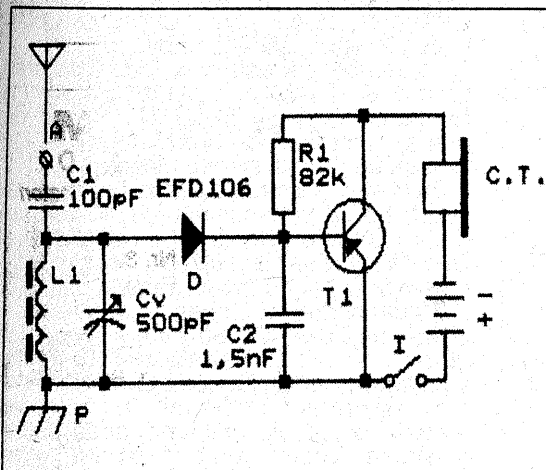 A
C1
100pF
EFD106
R1
82k
C.T.
L1
D
Cv
500pF
T1
C2
1,5nF
I
-
+
P